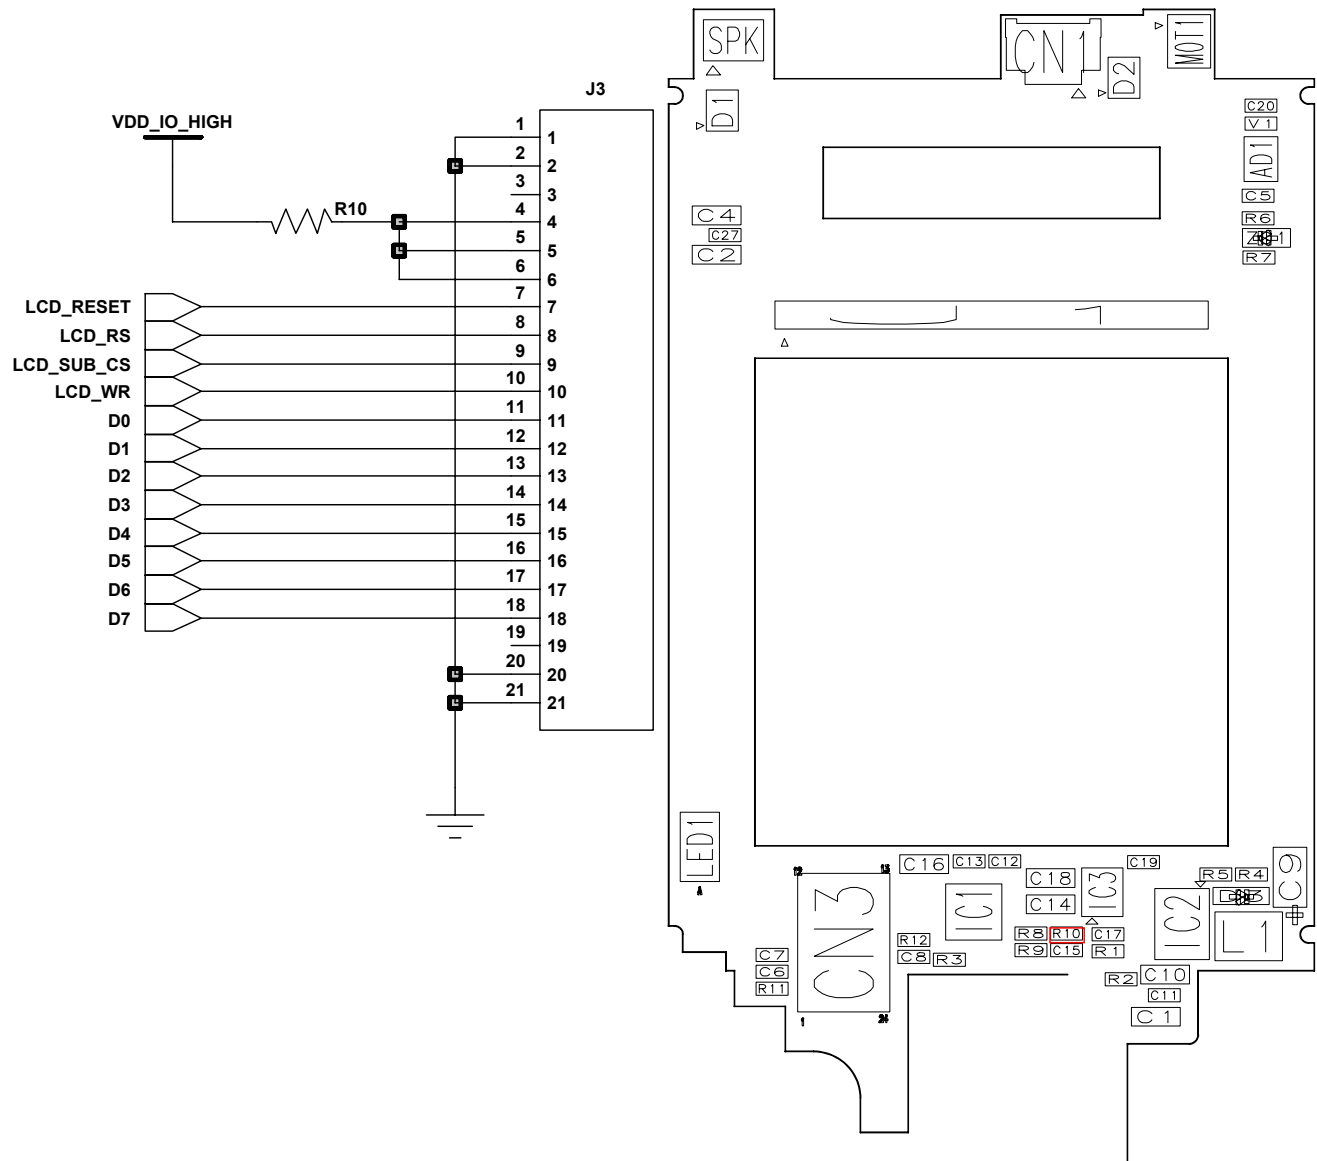 J3
VDD_IO_HIGH
R10
1 1
2 2
3 3
4 4
5 5
6 6
LCD_RESET 7 7
LCD_RS 8 8
LCD_SUB_CS 9 9
LCD_WR 10 10
D0 11 11
D1 12 12
D2 13 13
D3 14 14
D4 15 15
D5 16 16
D6 17 17
D7 18 18
19 19
20 20
21 21
SPK
CN1
MOT1
D1
D2
C20
V1
AD1
C5
C4
R6
C27
C2
R7
J 1
LED1
A
12 13
CN3
1 24
C16
C13
C12
C19
C18
IC3
R5
R4
C9
C14
IC1
IC2
L1
R12
R8
R10
C17
C7
C8
R3
R9
C15
R1
C6
R11
R2
C10
C11
C1